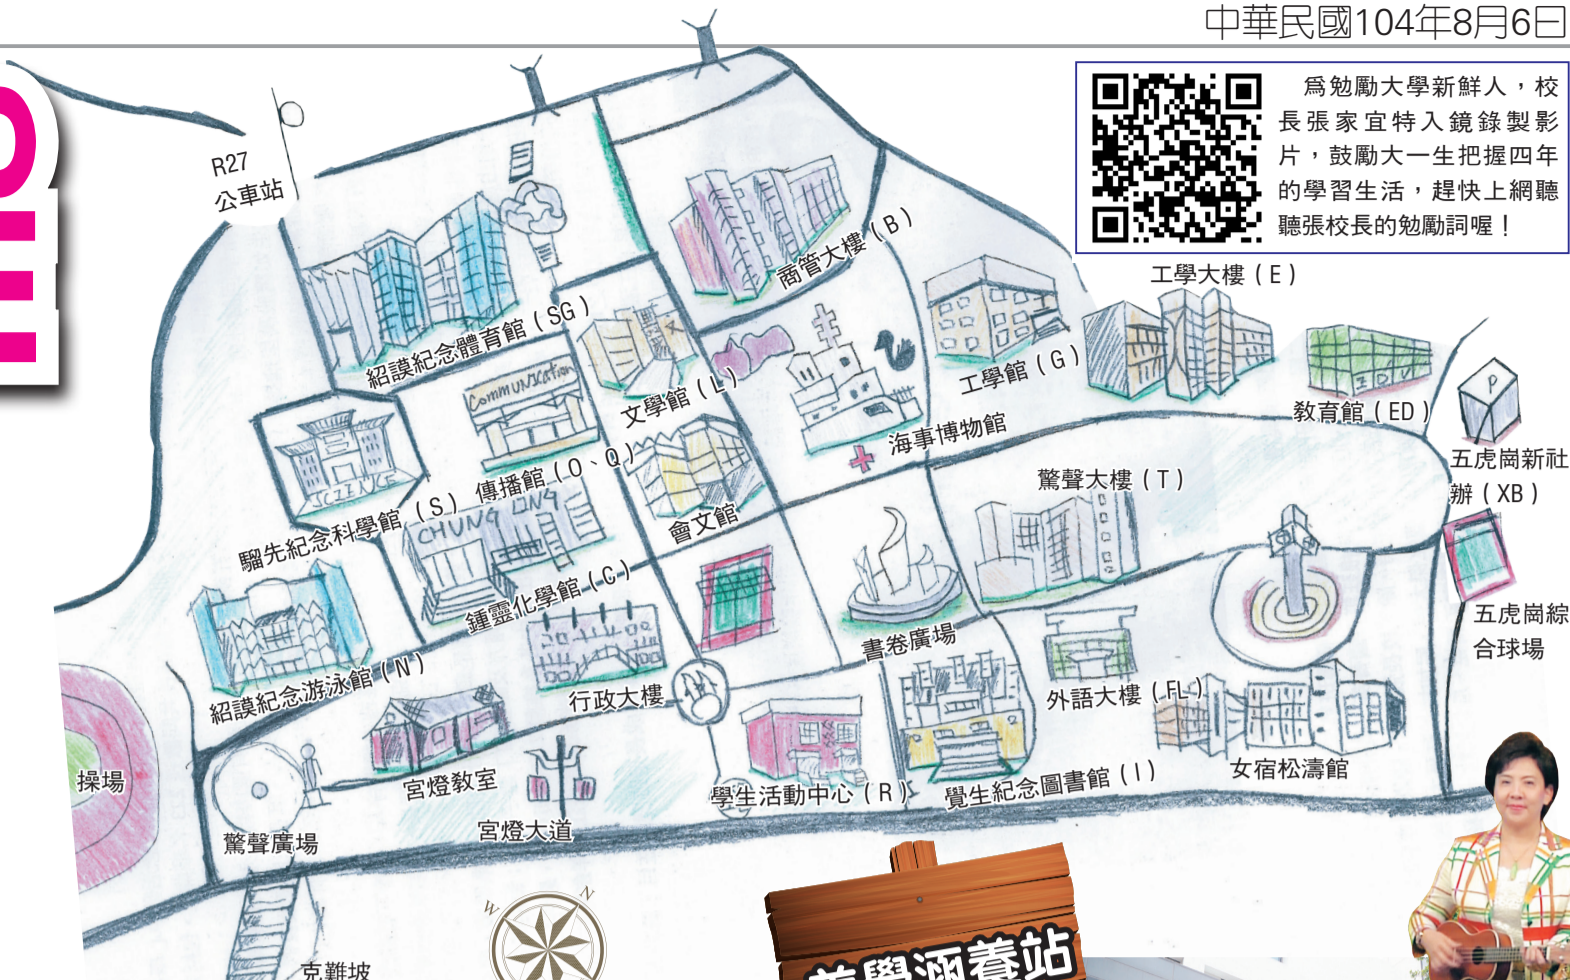 中華民國104年8月6日
為勉勵大學新鮮人，校
長張家宜特入鏡錄製影
片，鼓勵大一生把握四年
的學習生活，趕快上網聽
聽張校長的勉勵詞喔！
R27
公車站
商管大樓（B）
工學大樓（E）
紹謨紀念體育館（SG）
工學館（G）
教育館（ED）
P
Communication
文學館（L）
海事博物館
五虎崗新社
辦（XB）
SCIENCE
傳播館（O、Q）
驚聲大樓（T）
騮先紀念科學館（S）
CHUNG LING
會文館
鍾靈化學館（C）
五虎崗綜
合球場
書卷廣場
紹謨紀念游泳館（N）
行政大樓
外語大樓（FL）
操場
宮燈教室
學生活動中心（R）
覺生紀念圖書館（I）
女宿松濤館
驚聲廣場
宮燈大道
W
N
克難坡
美學涵養站